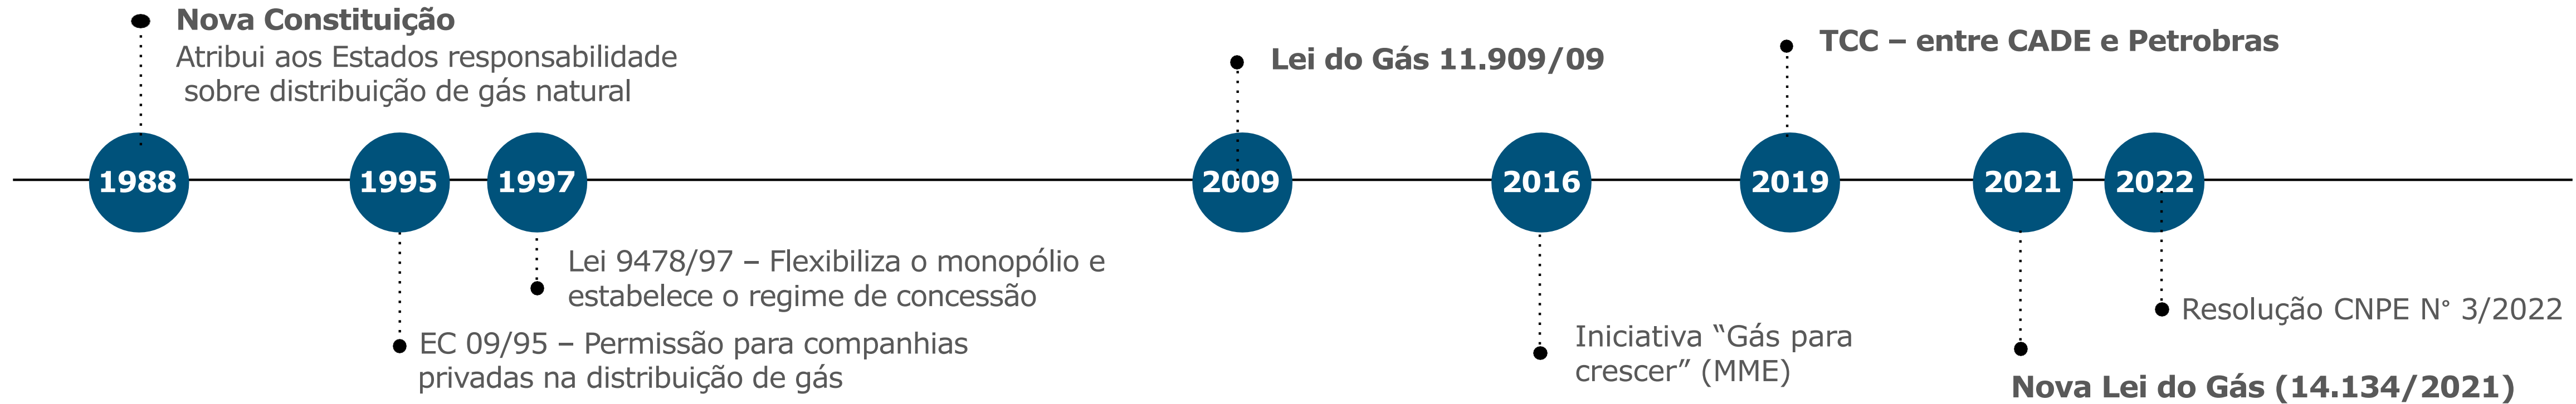 Nova Constituição
Atribui aos Estados responsabilidade
sobre distribuição de gás natural
Lei do Gás 11.909/09
TCC – entre CADE e Petrobras
1988
1995
1997
2009
2016
2019
2021
2022
Lei 9478/97 – Flexibiliza o monopólio e
estabelece o regime de concessão
EC 09/95 – Permissão para companhias
privadas na distribuição de gás
Iniciativa “Gás para
crescer” (MME)
Resolução CNPE N° 3/2022
Nova Lei do Gás (14.134/2021)